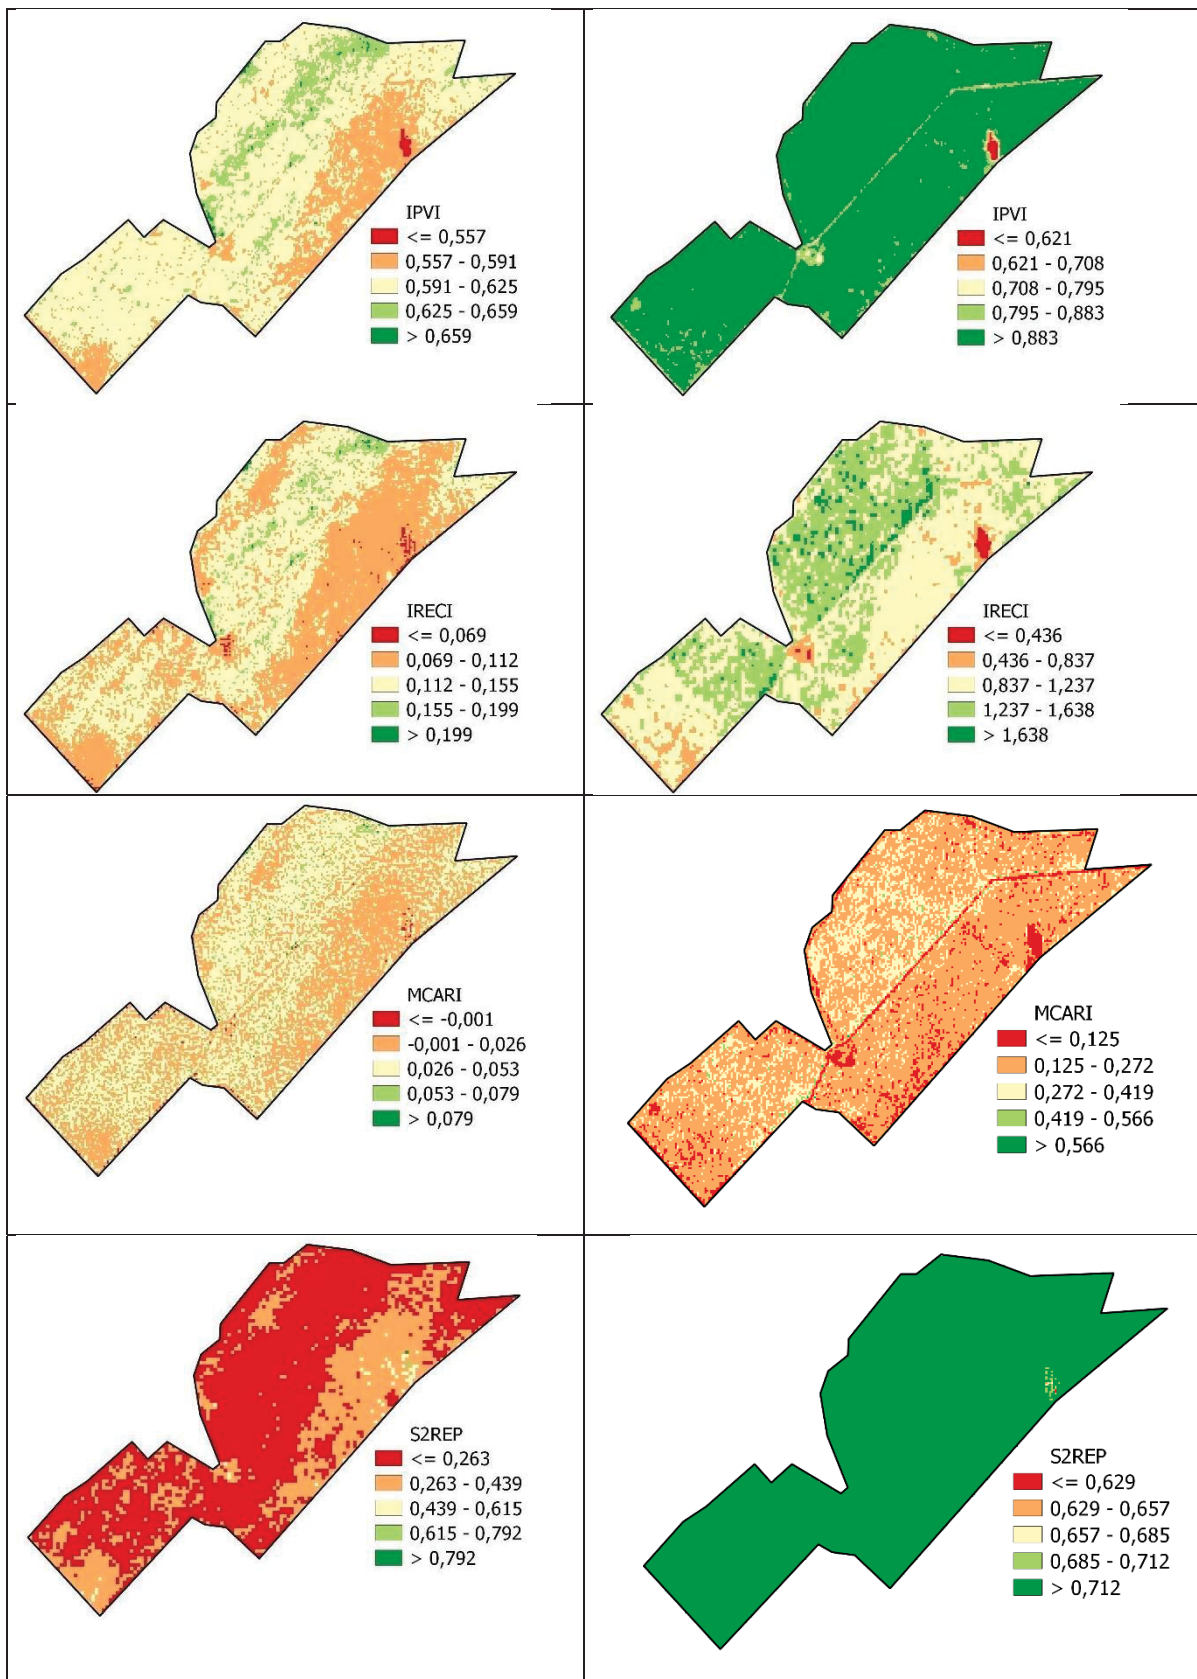 IPVI
<= 0,557
0,557 - 0,591
0,591 - 0,625
0,625 - 0,659
> 0,659
IPVI
<= 0,621
0,621 - 0,708
0,708 - 0,795
0,795 - 0,883
> 0,883
IRECI
<= 0,069
0,069 - 0,112
0,112 - 0,155
0,155 - 0,199
> 0,199
IRECI
<= 0,436
0,436 - 0,837
0,837 - 1,237
1,237 - 1,638
> 1,638
MCARI
<= -0,001
-0,001 - 0,026
0,026 - 0,053
0,053 - 0,079
> 0,079
MCARI
<= 0,125
0,125 - 0,272
0,272 - 0,419
0,419 - 0,566
> 0,566
S2REP
<= 0,263
0,263 - 0,439
0,439 - 0,615
0,615 - 0,792
> 0,792
S2REP
<= 0,629
0,629 - 0,657
0,657 - 0,685
0,685 - 0,712
> 0,712